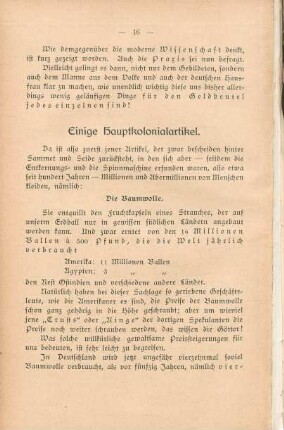 — 16 —
Wie demgegenüber die moderne Wissenschaft denkt, ist kurz gezeigt worden. Auch die Praxis sei nun befragt.
Vielleicht gelingt es dann, nicht nur dem Gebildeten, sondern
auch dem Manne aus dem Volke und auch der deutschen Haus-
frau klar zu machen, wie unendlich wichtig diese uns bisher aller-
dings wenig geläufigen Dinge für den Goldbeutel
jedes einzelnen sind!
Einige Hauptkolonialartikel.
Da ist also zuerst jener Artikel, der zwar bescheiden hinter
Sammet und Seide zurücksteht, in den sich aber — seitdem die
Entkernungs- und die Spinnmaschine erfunden waren, also etwa
seit hundert Jahren — Millionen und Abermillionen von Menschen
kleiden, nämlich:
Die Baumwolle.
Sie entquillt den Fruchtkapseln eines Strauches, der auf
unserm Erdball nur in gewissen südlichen Ländern angebaut
werden kann. Und zwar erntet von den 16 Millionen
Ballen à 500 Pfund, die die Welt jährlich
verbraucht
Amerika: 11 Millionen Ballen
Ägypten: 3 „ „
den Rest Ostindien und verschiedene andere Länder.
Natürlich haben bei dieser Sachlage so geriebene Geschäfts-
leute, wie die Amerikaner es sind, die Preise der Baumwolle
schon ganz gehörig in die Höhe geschraubt; und aber um wieviel
jene „Trusts“ oder „Ringe“ der dortigen Spekulanten die
Preise noch weiter schrauben werden, das wissen die Götter!
Was solche willkürliche gewaltsame Preissteigerungen für
uns bedeuten, ist sehr leicht zu begreifen.
In Deutschland wird jetzt ungefähr vierzehnmal soviel
Baumwolle verbraucht, als vor fünfzig Jahren, nämlich vier-